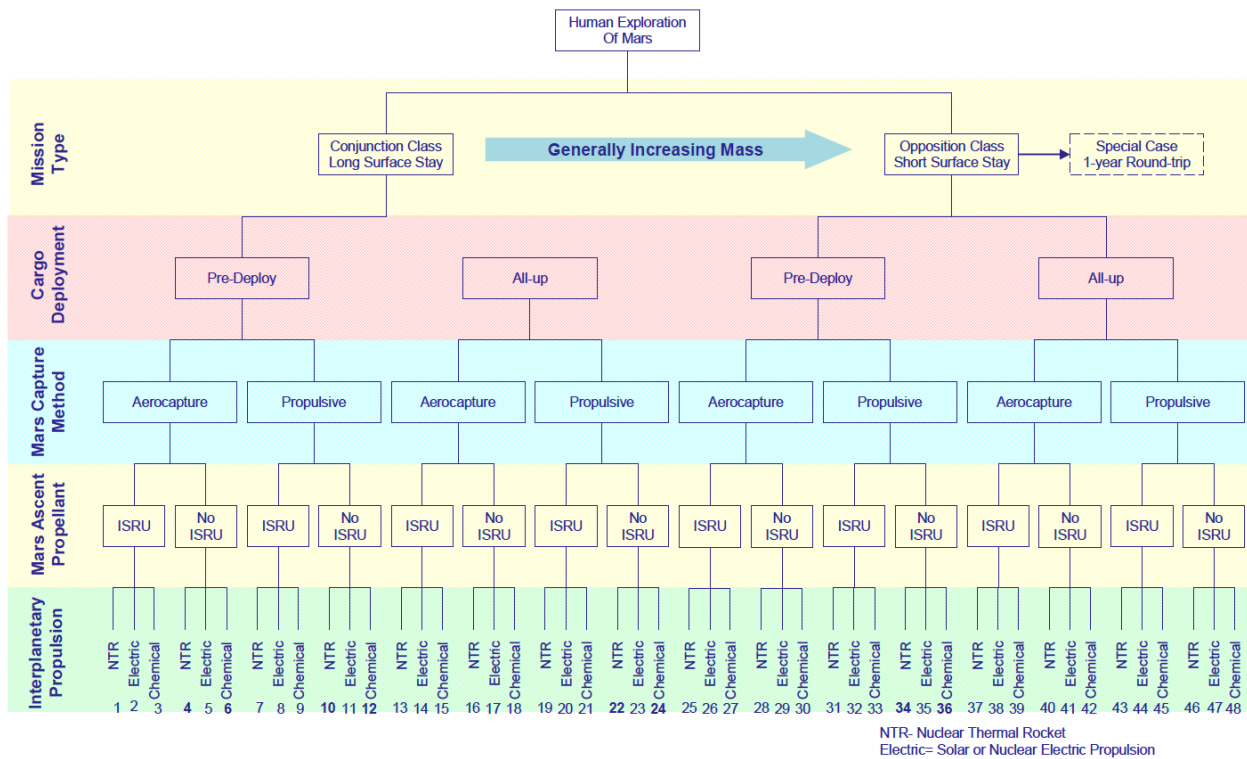 Human Exploration
Of Mars
Mission
Type
Conjunction Class
Long Surface Stay
Generally Increasing Mass
Opposition Class
Short Surface Stay
Special Case
1-year Round-trip
Cargo
Deployment
Pre-Deploy
All-up
Pre-Deploy
All-up
Mars Capture
Method
Aerocapture
Propulsive
Aerocapture
Propulsive
Aerocapture
Propulsive
Aerocapture
Propulsive
Mars Ascent
Propellant
ISRU
No
ISRU
ISRU
No
ISRU
ISRU
No
ISRU
ISRU
No
ISRU
ISRU
No
ISRU
ISRU
No
ISRU
ISRU
No
ISRU
ISRU
No
ISRU
Interplanetary
Propulsion
NTR
Electric
Chemical
NTR
Electric
Chemical
NTR
Electric
Chemical
NTR
Electric
Chemical
NTR
Electric
Chemical
NTR
Electric
Chemical
NTR
Electric
Chemical
NTR
Electric
Chemical
NTR
Electric
Chemical
NTR
Electric
Chemical
NTR
Electric
Chemical
NTR
Electric
Chemical
NTR
Electric
Chemical
NTR
Electric
Chemical
NTR
Electric
Chemical
NTR
Electric
Chemical
1 2 3 4 5 6 7 8 9 10 11 12 13 14 15 16 17 18 19 20 21 22 23 24 25 26 27 28 29 30 31 32 33 34 35 36 37 38 39 40 41 42 43 44 45 46 47 48
NTR- Nuclear Thermal Rocket
Electric= Solar or Nuclear Electric Propulsion